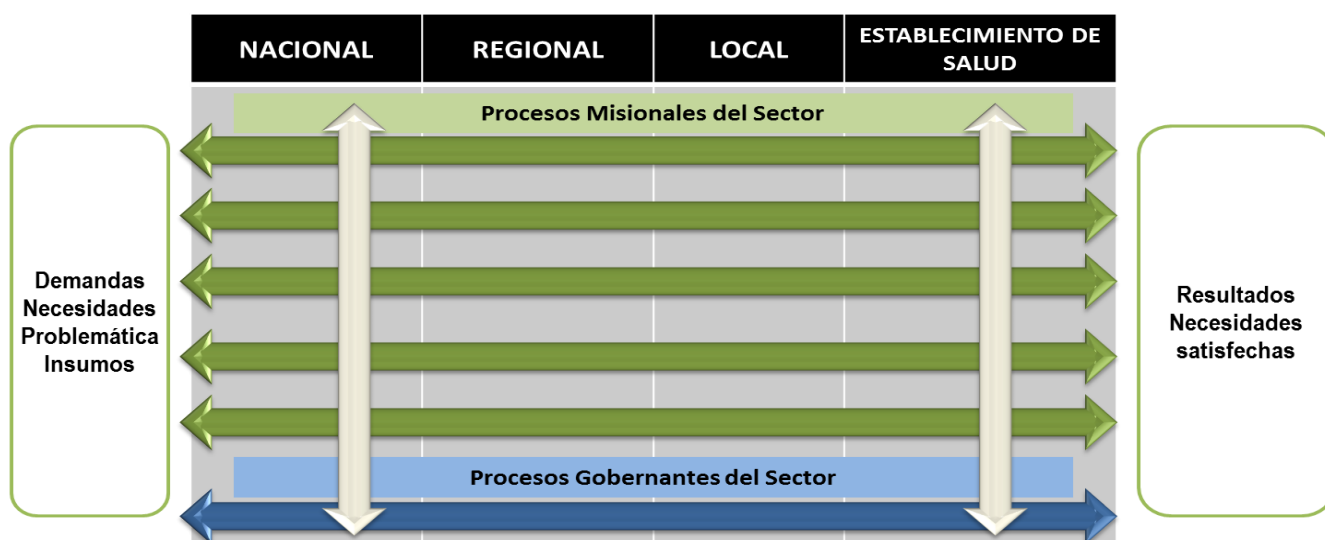 NACIONAL
REGIONAL
LOCAL
ESTABLECIMIENTO DE
SALUD
Procesos Misionales del Sector
Demandas
Necesidades
Problemática
Insumos
Resultados
Necesidades
satisfechas
Procesos Gobernantes del Sector